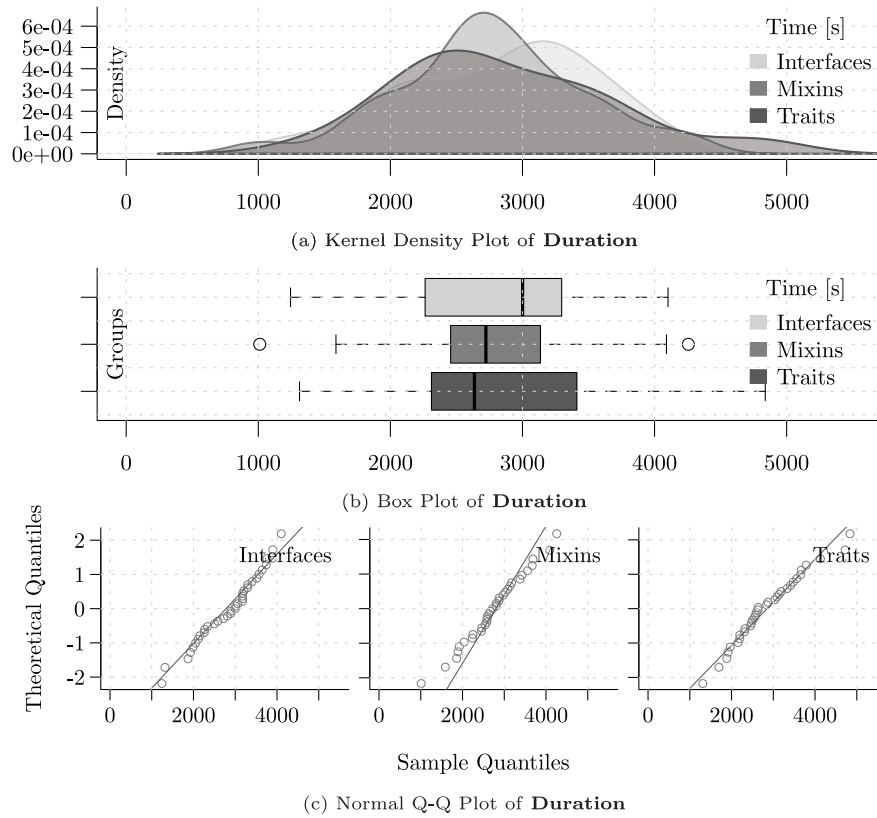 6e-04
5e-04
4e-04
3e-04
2e-04
1e-04
0e+00
Density
Time [s]
Interfaces
Mixins
Traits
0 1000 2000 3000 4000 5000
(a) Kernel Density Plot of Duration
Groups
Time [s]
Interfaces
Mixins
Traits
0 1000 2000 3000 4000 5000
(b) Box Plot of Duration
Theoretical Quantiles
2
1
0
-1
-2
Interfaces
Mixins
Traits
0 2000 4000
0 2000 4000
0 2000 4000
Sample Quantiles
(c) Normal Q-Q Plot of Duration